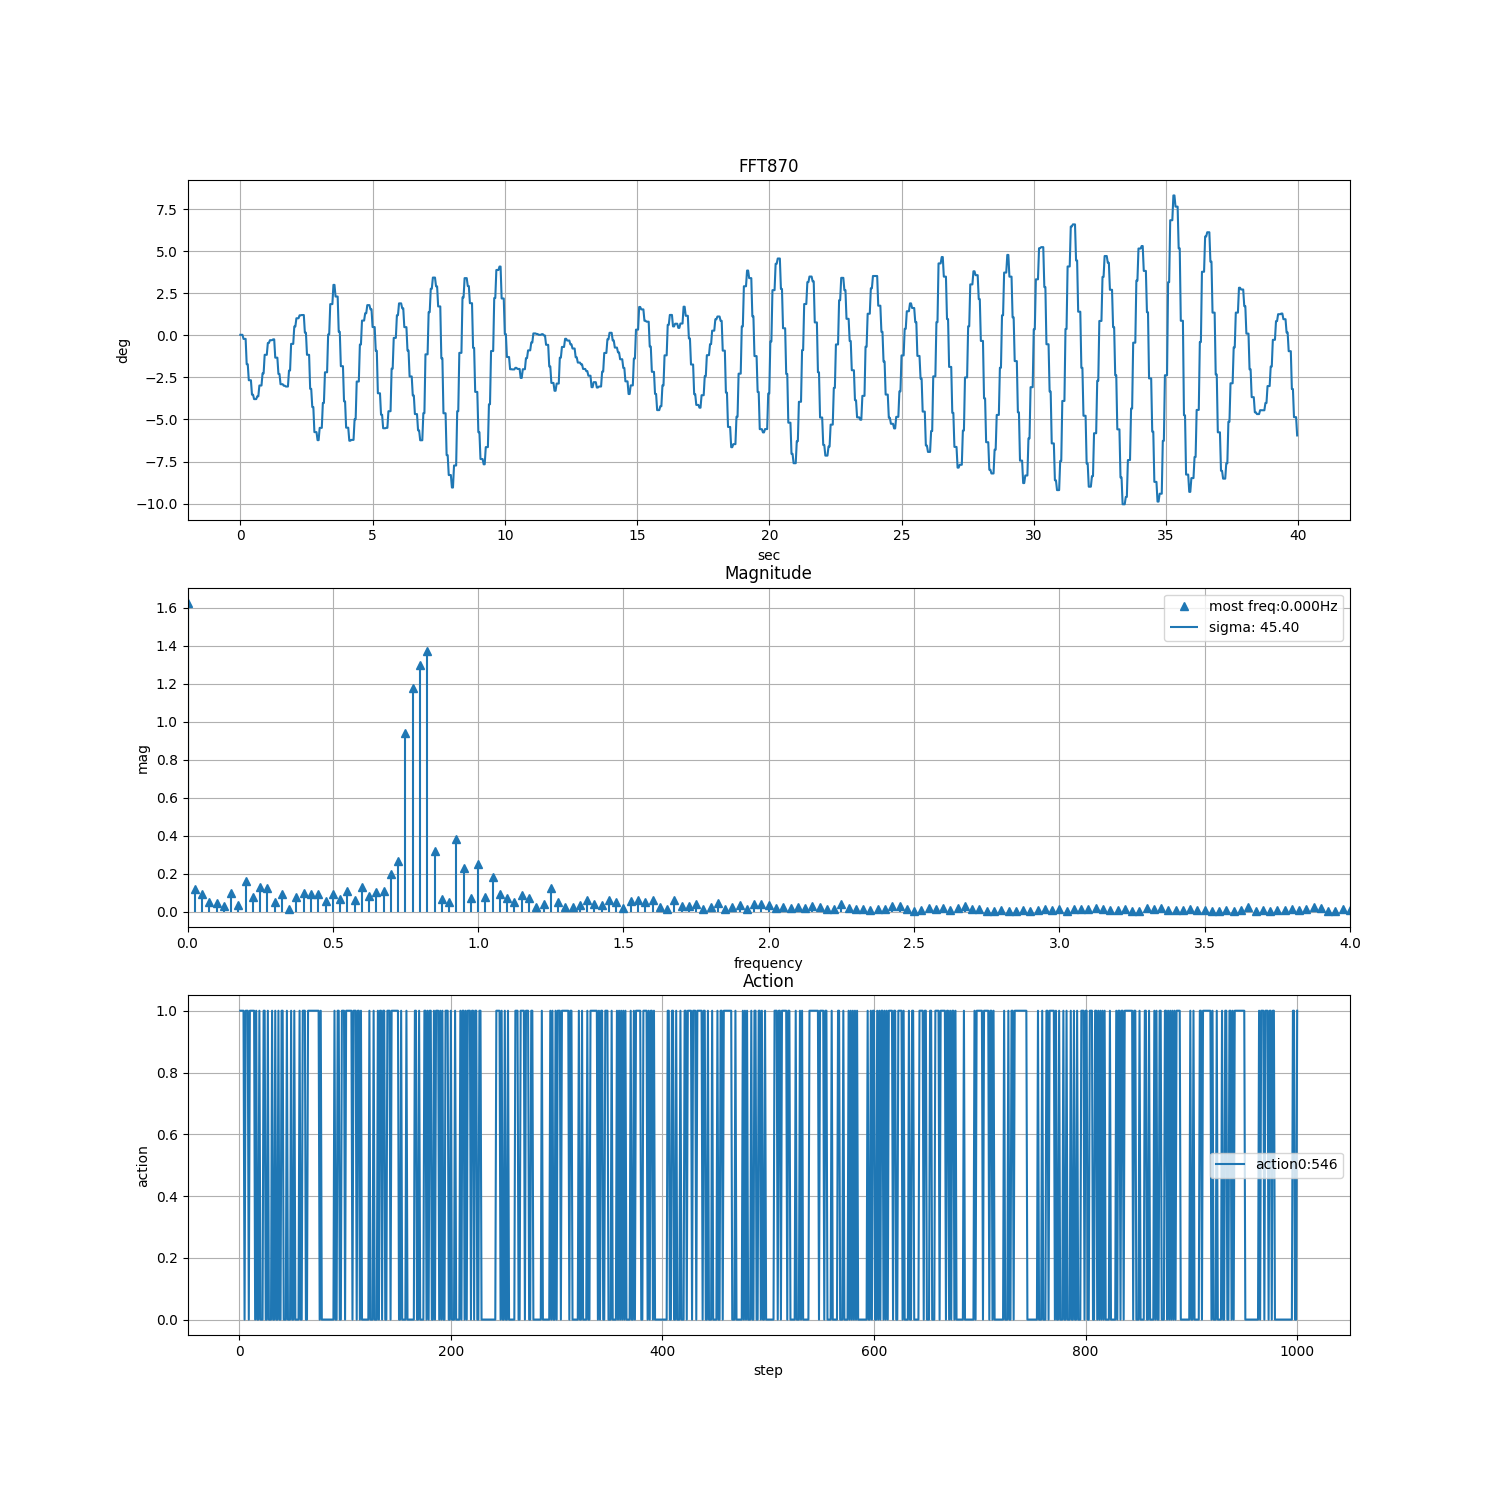 FFT870
7.5
5.0
2.5
0.0
−2.5
−5.0
−7.5
−10.0
deg
0 5 10 15 20 25 30 35 40
sec
Magnitude
1.6
1.4
1.2
1.0
0.8
0.6
0.4
0.2
0.0
mag
most freq:0.000Hz
sigma: 45.40
0.0 0.5 1.0 1.5 2.0 2.5 3.0 3.5 4.0
frequency
Action
1.0
0.8
0.6
0.4
0.2
0.0
action
action0:546
0 200 400 600 800 1000
step